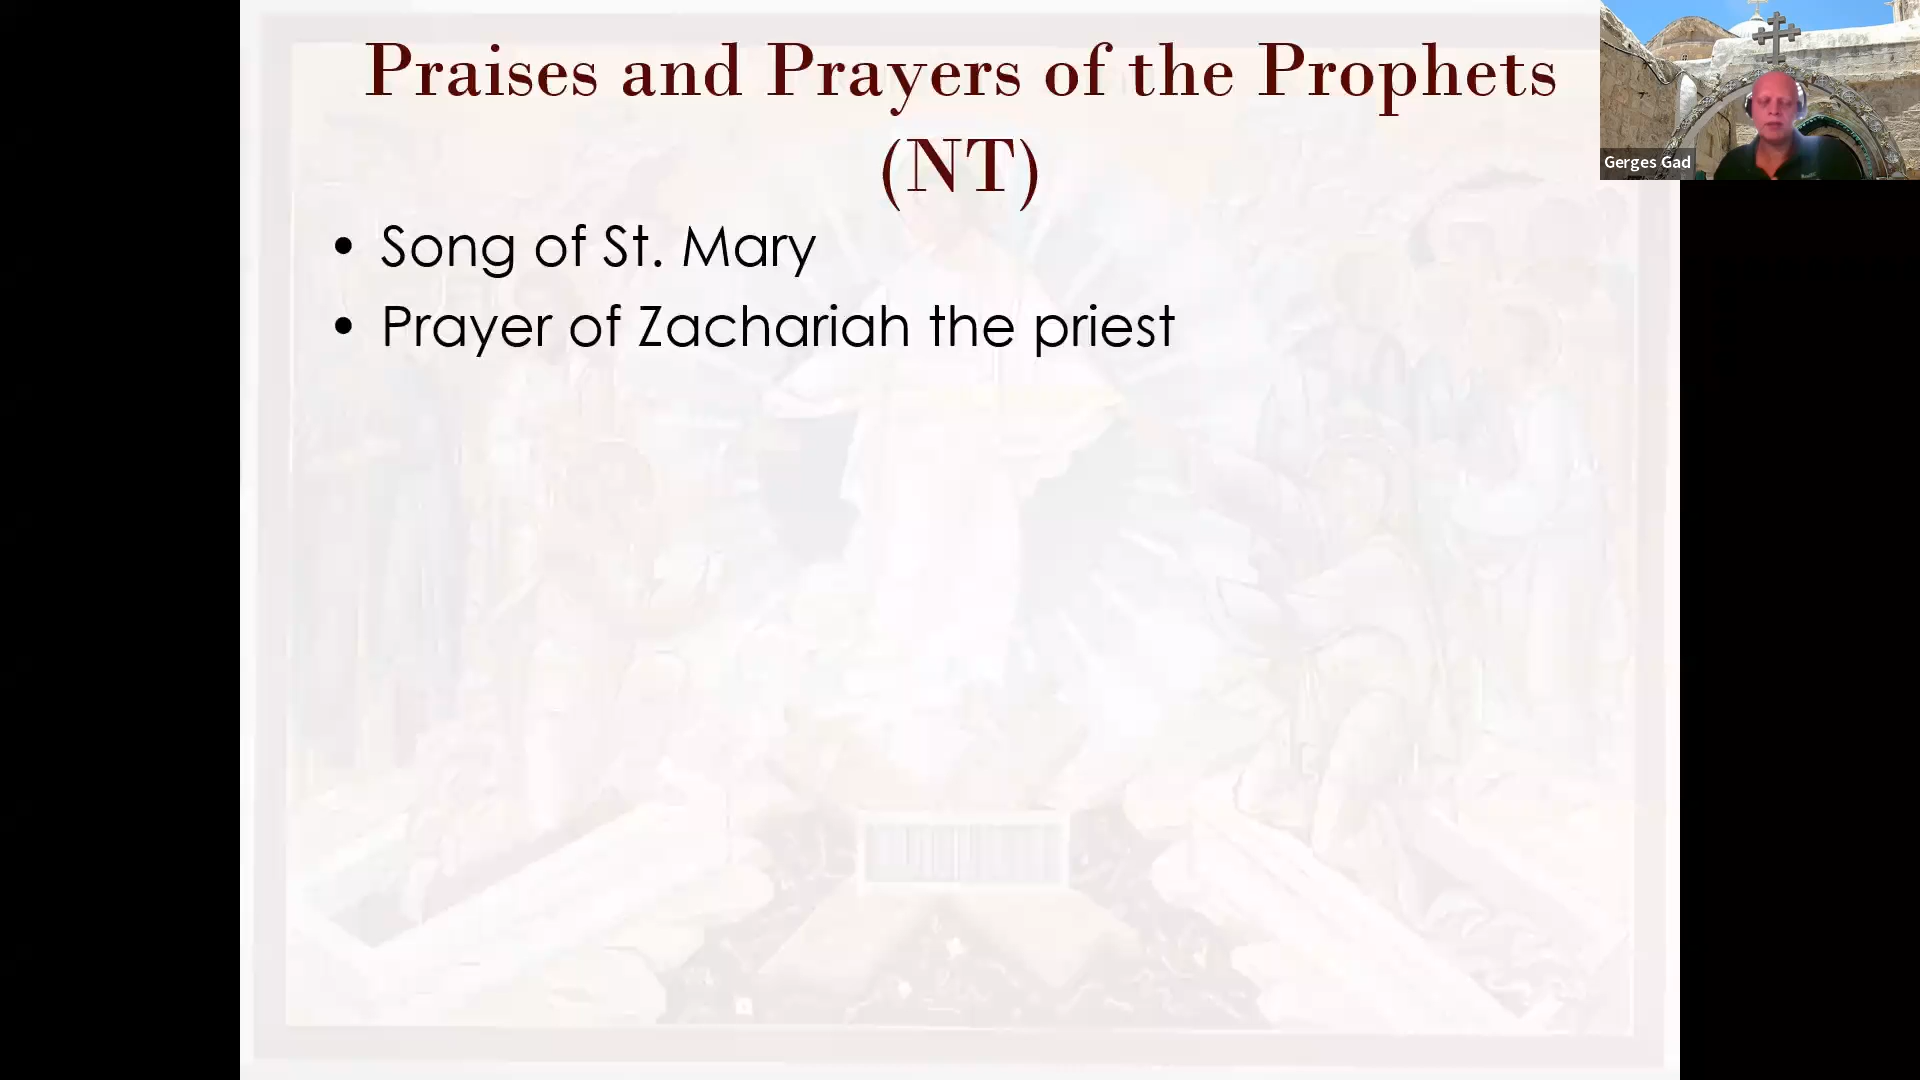 Praises and Prayers of the Prophets
(NT)
• Song of St. Mary
• Prayer of Zachariah the priest
Gerges Gad